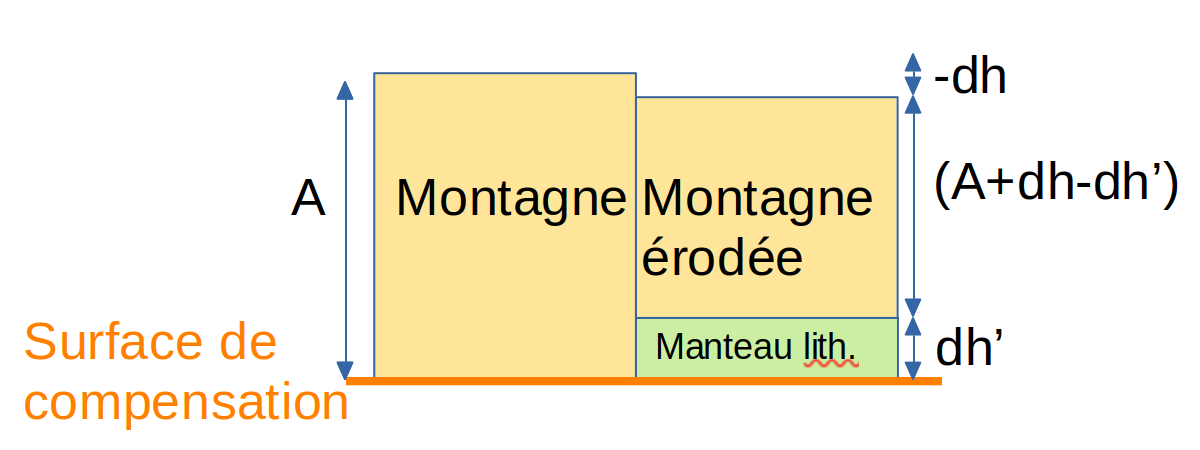 -dh
A
Montagne
Montagne
érodée
(A+dh-dh’)
Surface de
compensation
Manteau lith.
dh’